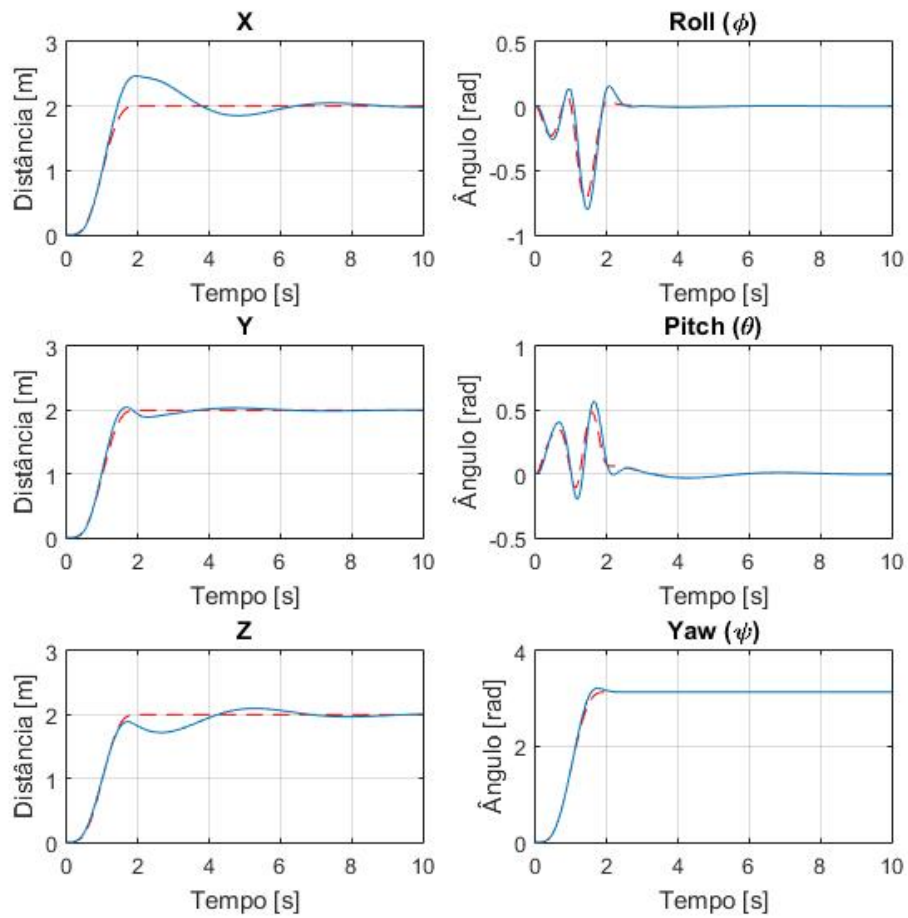 X
Distância [m]
3
2
1
0
0 2 4 6 8 10
Tempo [s]
Roll (ϕ)
Ângulo [rad]
0.5
0
-0.5
-1
0 2 4 6 8 10
Tempo [s]
Y
Distância [m]
3
2
1
0
0 2 4 6 8 10
Tempo [s]
Pitch (θ)
Ângulo [rad]
1
0.5
0
-0.5
0 2 4 6 8 10
Tempo [s]
Z
Distância [m]
3
2
1
0
0 2 4 6 8 10
Tempo [s]
Yaw (ψ)
Ângulo [rad]
4
2
0
0 2 4 6 8 10
Tempo [s]